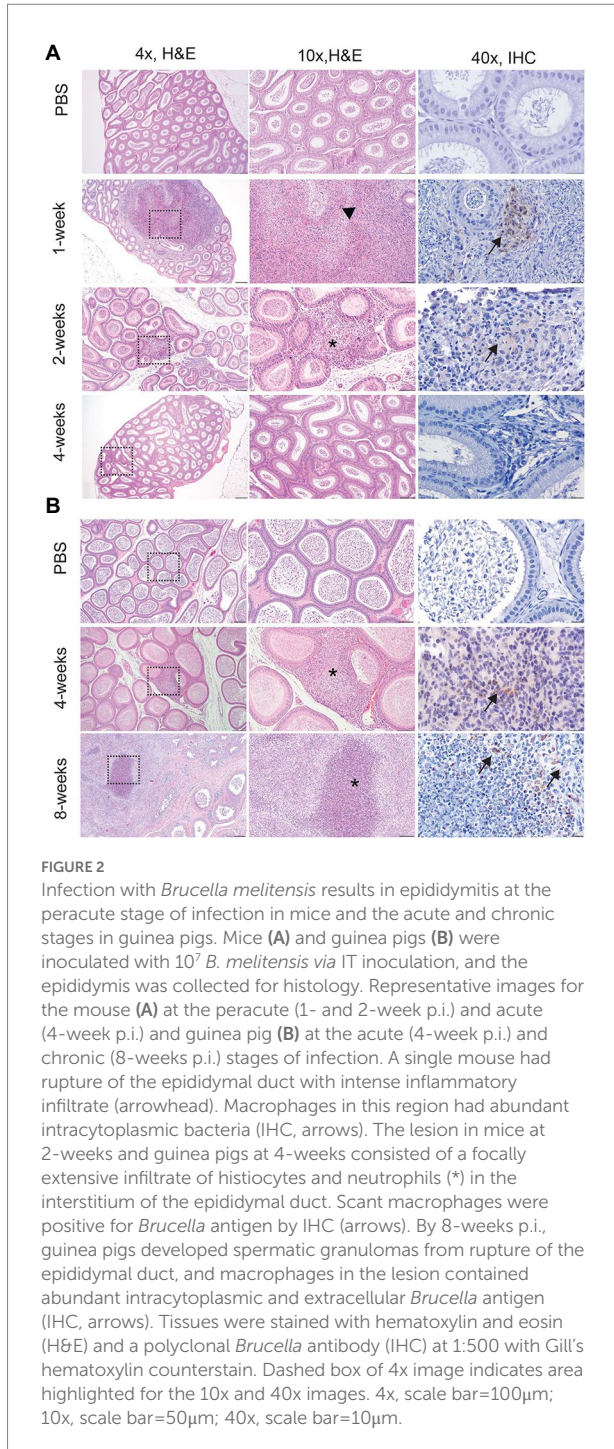 A
4x, H&E
10x,H&E
40x, IHC
PBS
1-week
2-weeks
*
4-weeks
B
PBS
4-weeks
*
8-weeks
*
FIGURE 2
Infection with Brucella melitensis results in epididymitis at the
peracute stage of infection in mice and the acute and chronic
stages in guinea pigs. Mice (A) and guinea pigs (B) were
inoculated with 10⁷ B. melitensis via IT inoculation, and the
epididymis was collected for histology. Representative images for
the mouse (A) at the peracute (1- and 2-week p.i.) and acute
(4-week p.i.) and guinea pig (B) at the acute (4-week p.i.) and
chronic (8-weeks p.i.) stages of infection. A single mouse had
rupture of the epididymal duct with intense inflammatory
infiltrate (arrowhead). Macrophages in this region had abundant
intracytoplasmic bacteria (IHC, arrows). The lesion in mice at
2-weeks and guinea pigs at 4-weeks consisted of a focally
extensive infiltrate of histiocytes and neutrophils (*) in the
interstitium of the epididymal duct. Scant macrophages were
positive for Brucella antigen by IHC (arrows). By 8-weeks p.i.,
guinea pigs developed spermatic granulomas from rupture of the
epididymal duct, and macrophages in the lesion contained
abundant intracytoplasmic and extracellular Brucella antigen
(IHC, arrows). Tissues were stained with hematoxylin and eosin
(H&E) and a polyclonal Brucella antibody (IHC) at 1:500 with Gill's
hematoxylin counterstain. Dashed box of 4x image indicates area
highlighted for the 10x and 40x images. 4x, scale bar=100μm;
10x, scale bar=50μm; 40x, scale bar=10μm.